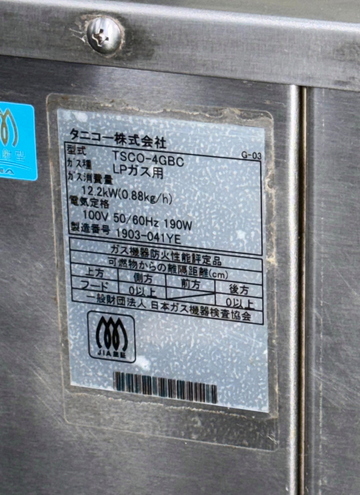 タニコー株式会社
G-03
型式 TSCO-4GBC
ガス種 LPガス用
ガス消費量
12.2kW(0.88kg/h)
電気定格
100V 50/60Hz 190W
製造番号 1903-041YE
ガス機器防火性能評定品
可燃物からの離隔距離(cm)
上方 側方 前方 後方
フード 0以上 0以上
一般財団法人 日本ガス機器検査協会
JIA